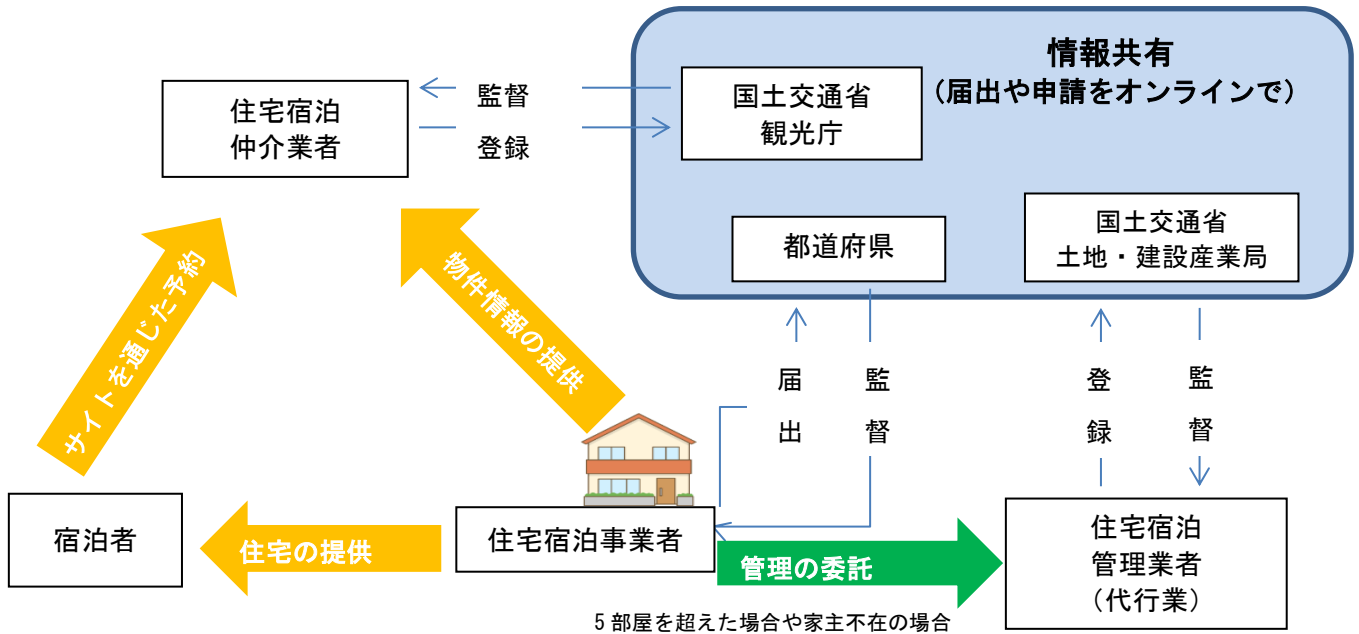 情報共有
(届出や申請をオンラインで)
住宅宿泊
仲介業者
監督
登録
国土交通省
観光庁
都道府県
国土交通省
土地・建設産業局
サイトを通じた予約
物件情報の提供
届出
監督
登録
監督
宿泊者
住宅の提供
住宅宿泊事業者
管理の委託
住宅宿泊
管理業者
(代行業)
5部屋を超えた場合や家主不在の場合